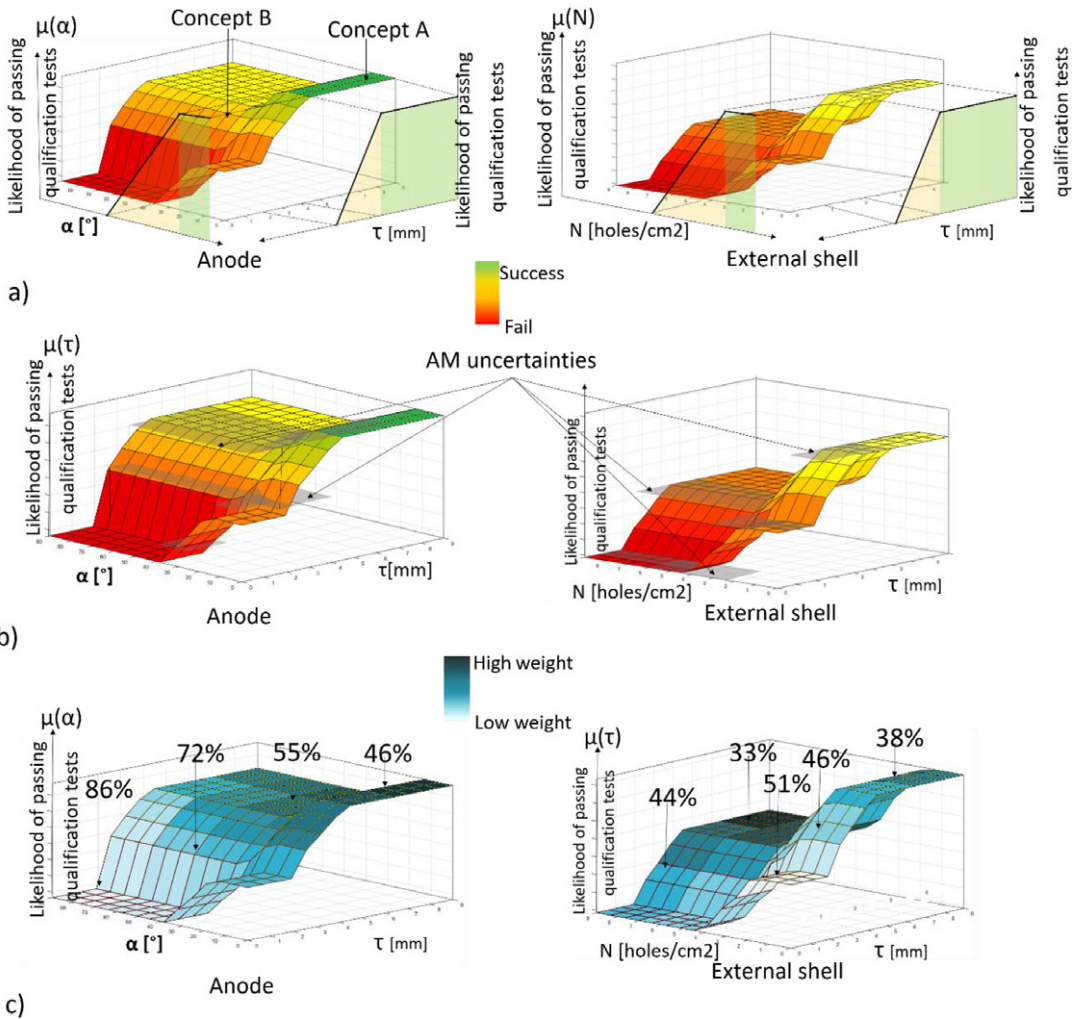 μ(α)
Concept B
Concept A
Likelihood of passing
qualification tests
Likelihood of passing
qualification tests
α [°]
τ [mm]
Anode
μ(N)
Likelihood of passing
qualification tests
Likelihood of passing
qualification tests
N [holes/cm2]
τ [mm]
External shell
a)
Success
Fail
μ(τ)
AM uncertainties
Likelihood of passing
qualification tests
α [°]
τ[mm]
Anode
Likelihood of passing
qualification tests
N [holes/cm2]
τ [mm]
External shell
b)
High weight
Low weight
μ(α)
86%
72%
55%
46%
Likelihood of passing
qualification tests
α [°]
τ [mm]
Anode
μ(τ)
44%
33%
51%
46%
38%
Likelihood of passing
qualification tests
N [holes/cm2]
τ [mm]
External shell
c)